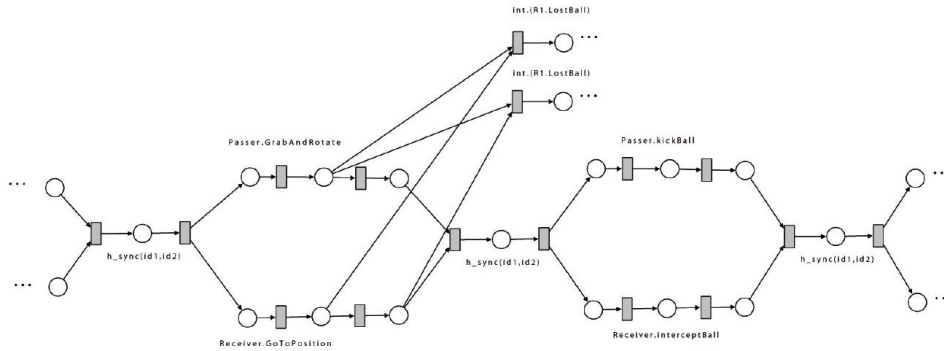 int.(R1.LostBall)
...
int.(R1.LostBall)
...
Passer.GrabAndRotate
Passer.kickBall
...
...
h_sync(id1,id2)
h_sync(id1,id2)
h_sync(id1,id2)
...
...
Receiver.GoToPosition
Receiver.interceptBall